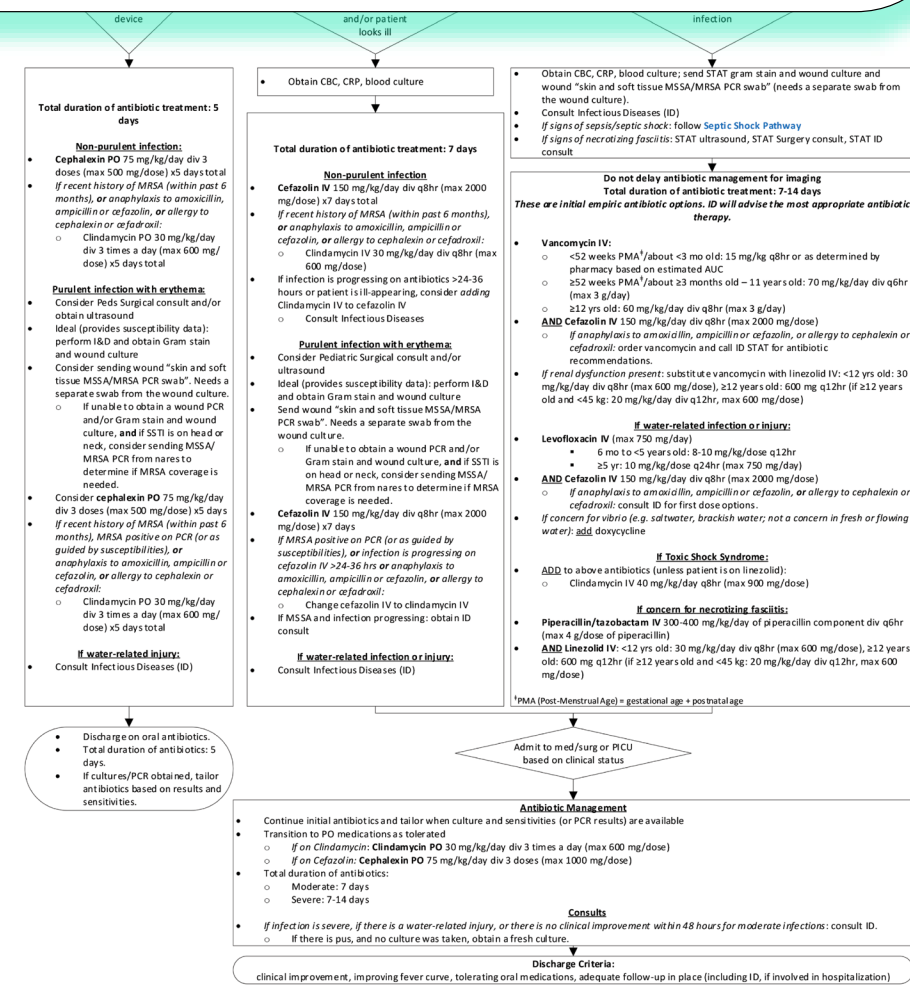 device
Total duration of antibiotic treatment: 5
days
Non-purulent infection:
• Cephalexin PO 75 mg/kg/day div 3
doses (max 500 mg/dose) x5 days total
• If recent history of MRSA (within past 6
months), or anaphylaxis to amoxicillin,
ampicillin or cefazolin, or allergy to
cephalexin or cefadroxil:
o Clindamycin PO 30 mg/kg/day
div 3 times a day (max 600 mg/
dose) x5 days total
Purulent infection with erythema:
• Consider Peds Surgical consult and/or
obtain ultrasound
• Ideal (provides susceptibility data):
perform I&D and obtain Gram stain
and wound culture
• Consider sending wound "skin and soft
tissue MSSA/MRSA PCR swab". Needs a
separate swab from the wound culture.
o If unable to obtain a wound PCR
and/or Gram stain and wound
culture, and if SSTI is on head or
neck, consider sending MSSA/
MRSA PCR from nares to
determine if MRSA coverage is
needed.
• Consider cephalexin PO 75 mg/kg/day
div 3 doses (max 500 mg/dose) x5 days
• If recent history of MRSA (within past 6
months), MRSA positive on PCR (or as
guided by susceptibilities), or
anaphylaxis to amoxicillin, ampicillin or
cefazolin, or allergy to cephalexin or
cefadroxil:
o Clindamycin PO 30 mg/kg/day
div 3 times a day (max 600 mg/
dose) x5 days total
If water-related injury:
• Consult Infectious Diseases (ID)
• Discharge on oral antibiotics.
• Total duration of antibiotics: 5
days.
• If cultures/PCR obtained, tailor
antibiotics based on results and
sensitivities.
and/or patient
looks ill
• Obtain CBC, CRP, blood culture
Total duration of antibiotic treatment: 7 days
Non-purulent infection
• Cefazolin IV 150 mg/kg/day div q8hr (max 2000
mg/dose) x7 days total
• If recent history of MRSA (within past 6 months),
or anaphylaxis to amoxicillin, ampicillin or
cefazolin, or allergy to cephalexin or cefadroxil:
o Clindamycin IV 30 mg/kg/day div q8hr (max
600 mg/dose)
• If infection is progressing on antibiotics >24-36
hours or patient is ill-appearing, consider adding
Clindamycin IV to cefazolin IV
o Consult Infectious Diseases
Purulent infection with erythema:
• Consider Pediatric Surgical consult and/or
ultrasound
• Ideal (provides susceptibility data): perform I&D
and obtain Gram stain and wound culture
• Send wound "skin and soft tissue MSSA/MRSA
PCR swab". Needs a separate swab from the
wound culture.
o If unable to obtain a wound PCR and/or
Gram stain and wound culture, and if SSTI is
on head or neck, consider sending MSSA/
MRSA PCR from nares to determine if MRSA
coverage is needed.
• Cefazolin IV 150 mg/kg/day div q8hr (max 2000
mg/dose) x7 days
• If MRSA positive on PCR (or as guided by
susceptibilities), or infection is progressing on
cefazolin IV >24-36 hrs or anaphylaxis to
amoxicillin, ampicillin or cefazolin, or allergy to
cephalexin or cefadroxil:
o Change cefazolin IV to clindamycin IV
• If MSSA and infection progressing: obtain ID
consult
If water-related infection or injury:
• Consult Infectious Diseases (ID)
infection
• Obtain CBC, CRP, blood culture; send STAT gram stain and wound culture and
wound "skin and soft tissue MSSA/MRSA PCR swab" (needs a separate swab from
the wound culture).
• Consult Infectious Diseases (ID)
• If signs of sepsis/septic shock: follow Septic Shock Pathway
• If signs of necrotizing fasciitis: STAT ultrasound, STAT Surgery consult, STAT ID
consult
Do not delay antibiotic management for imaging
Total duration of antibiotic treatment: 7-14 days
These are initial empiric antibiotic options. ID will advise the most appropriate antibiotic
therapy.
• Vancomycin IV:
o <52 weeks PMA‡/about <3 mo old: 15 mg/kg q8hr or as determined by
pharmacy based on estimated AUC
o ≥52 weeks PMA‡/about ≥3 months old – 11 years old: 70 mg/kg/day div q6hr
(max 3 g/day)
o ≥12 yrs old: 60 mg/kg/day div q8hr (max 3 g/day)
• AND Cefazolin IV 150 mg/kg/day div q8hr (max 2000 mg/dose)
o If anaphylaxis to amoxicillin, ampicillin or cefazolin, or allergy to cephalexin or
cefadroxil: order vancomycin and call ID STAT for antibiotic
recommendations.
• If renal dysfunction present: substitute vancomycin with linezolid IV: <12 yrs old: 30
mg/kg/day div q8hr (max 600 mg/dose), ≥12 years old: 600 mg q12hr (if ≥12 years
old and <45 kg: 20 mg/kg/day div q12hr, max 600 mg/dose)
If water-related infection or injury:
• Levofloxacin IV (max 750 mg/day)
▪ 6 mo to <5 years old: 8-10 mg/kg/dose q12hr
▪ ≥5 yr: 10 mg/kg/dose q24hr (max 750 mg/day)
• AND Cefazolin IV 150 mg/kg/day div q8hr (max 2000 mg/dose)
o If anaphylaxis to amoxicillin, ampicillin or cefazolin, or allergy to cephalexin or
cefadroxil: consult ID for first dose options.
• If concern for vibrio (e.g. saltwater, brackish water; not a concern in fresh or flowing
water): add doxycycline
If Toxic Shock Syndrome:
• ADD to above antibiotics (unless patient is on linezolid):
o Clindamycin IV 40 mg/kg/day q8hr (max 900 mg/dose)
If concern for necrotizing fasciitis:
• Piperacillin/tazobactam IV 300-400 mg/kg/day of piperacillin component div q6hr
(max 4 g/dose of piperacillin)
• AND Linezolid IV: <12 yrs old: 30 mg/kg/day div q8hr (max 600 mg/dose), ≥12 years
old: 600 mg q12hr (if ≥12 years old and <45 kg: 20 mg/kg/day div q12hr, max 600
mg/dose)
‡PMA (Post-Menstrual Age) = gestational age + postnatal age
Admit to med/surg or PICU
based on clinical status
Antibiotic Management
• Continue initial antibiotics and tailor when culture and sensitivities (or PCR results) are available
• Transition to PO medications as tolerated
o If on Clindamycin: Clindamycin PO 30 mg/kg/day div 3 times a day (max 600 mg/dose)
o If on Cefazolin: Cephalexin PO 75 mg/kg/day div 3 doses (max 1000 mg/dose)
• Total duration of antibiotics:
o Moderate: 7 days
o Severe: 7-14 days
Consults
• If infection is severe, if there is a water-related injury, or there is no clinical improvement within 48 hours for moderate infections: consult ID.
o If there is pus, and no culture was taken, obtain a fresh culture.
Discharge Criteria:
clinical improvement, improving fever curve, tolerating oral medications, adequate follow-up in place (including ID, if involved in hospitalization)